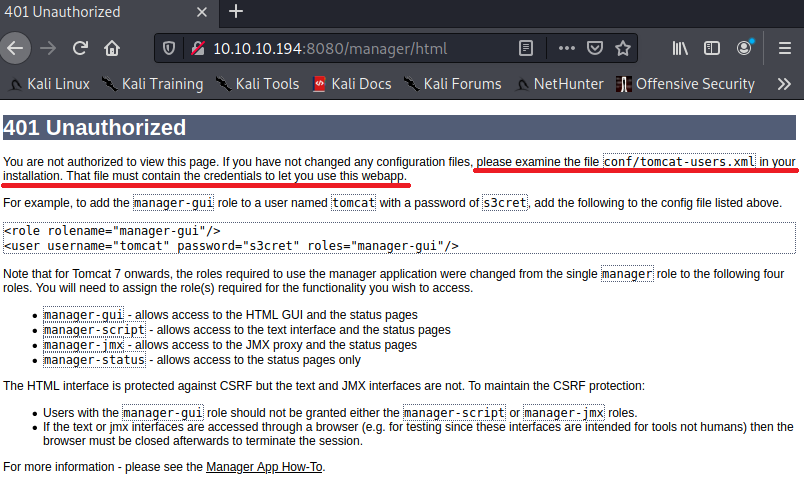 401 Unauthorized
10.10.10.194:8080/manager/html
Kali Linux
Kali Training
Kali Tools
Kali Docs
Kali Forums
NetHunter
Offensive Security
401 Unauthorized
You are not authorized to view this page. If you have not changed any configuration files, please examine the file conf/tomcat-users.xml in your
installation. That file must contain the credentials to let you use this webapp.
For example, to add the manager-gui role to a user named tomcat with a password of s3cret, add the following to the config file listed above.
<role rolename="manager-gui"/>
<user username="tomcat" password="s3cret" roles="manager-gui"/>
Note that for Tomcat 7 onwards, the roles required to use the manager application were changed from the single manager role to the following four
roles. You will need to assign the role(s) required for the functionality you wish to access.
manager-gui - allows access to the HTML GUI and the status pages
manager-script - allows access to the text interface and the status pages
manager-jmx - allows access to the JMX proxy and the status pages
manager-status - allows access to the status pages only
The HTML interface is protected against CSRF but the text and JMX interfaces are not. To maintain the CSRF protection:
Users with the manager-gui role should not be granted either the manager-script or manager-jmx roles.
If the text or jmx interfaces are accessed through a browser (e.g. for testing since these interfaces are intended for tools not humans) then the
browser must be closed afterwards to terminate the session.
For more information - please see the Manager App How-To.